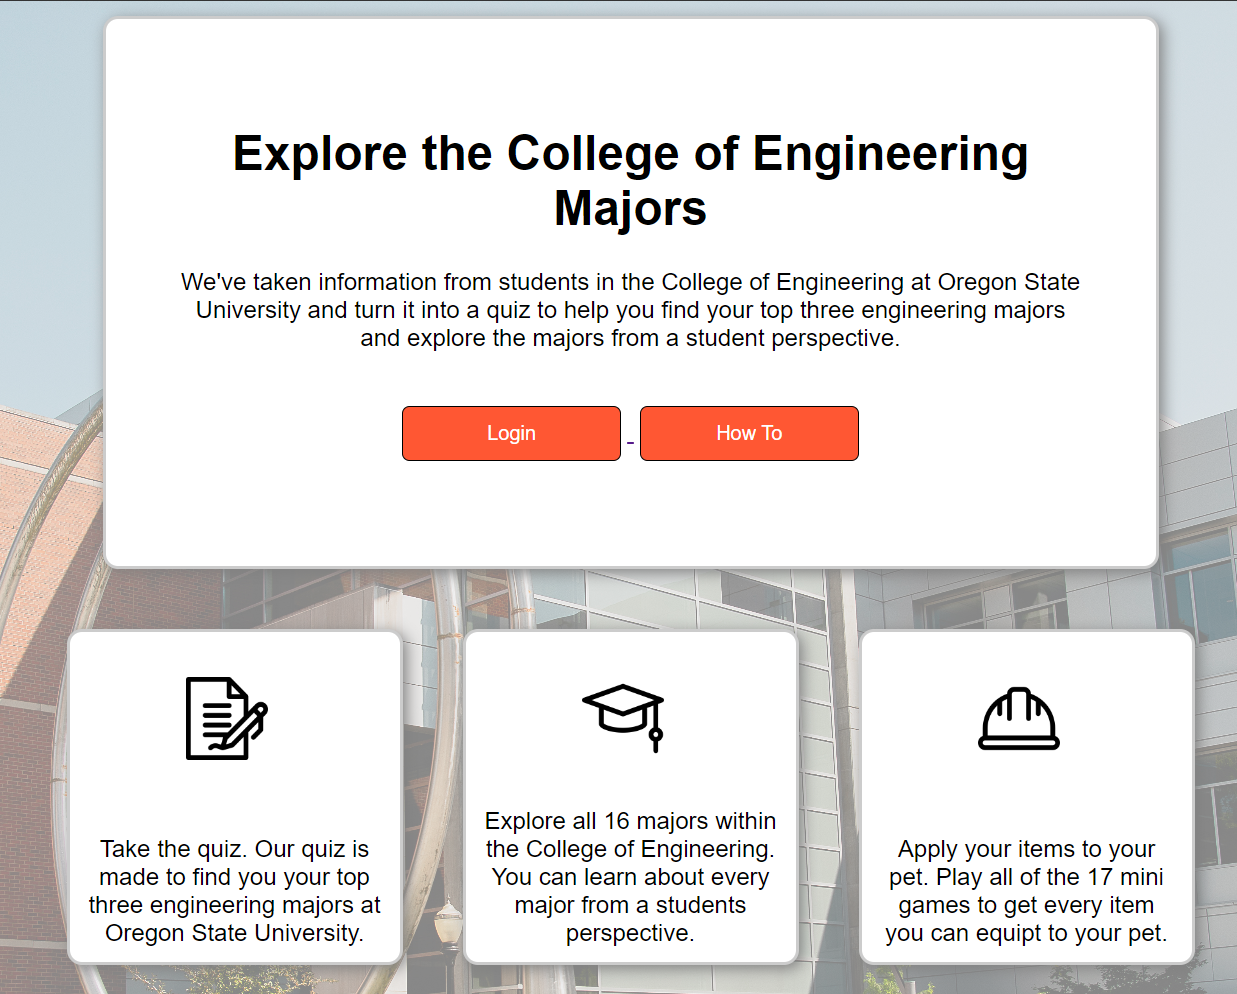 Explore the College of Engineering
Majors
We've taken information from students in the College of Engineering at Oregon State
University and turn it into a quiz to help you find your top three engineering majors
and explore the majors from a student perspective.
Login
How To
Take the quiz. Our quiz is
made to find you your top
three engineering majors at
Oregon State University.
Explore all 16 majors within
the College of Engineering.
You can learn about every
major from a students
perspective.
Apply your items to your
pet. Play all of the 17 mini
games to get every item
you can equipt to your pet.